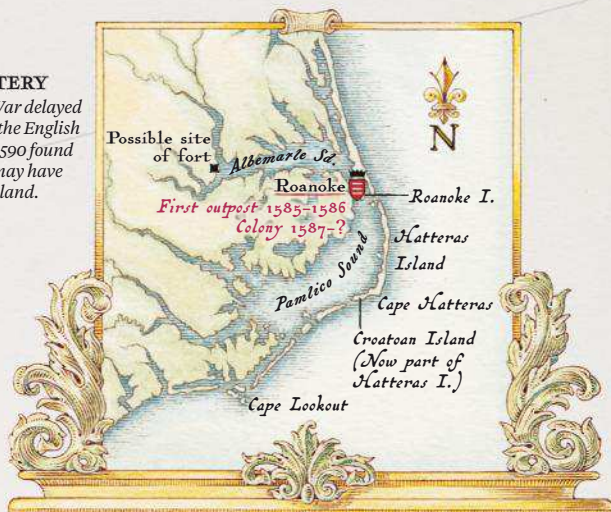 TERY
War delayed
the English
590 found
may have
land.
N
Possible site
of fort
Albemarle Sd.
Roanoke
First outpost 1585–1586
Colony 1587–?
Roanoke I.
Hatteras
Island
Pamlico Sound
Cape Hatteras
Croatoan Island
(Now part of
Hatteras I.)
Cape Lookout